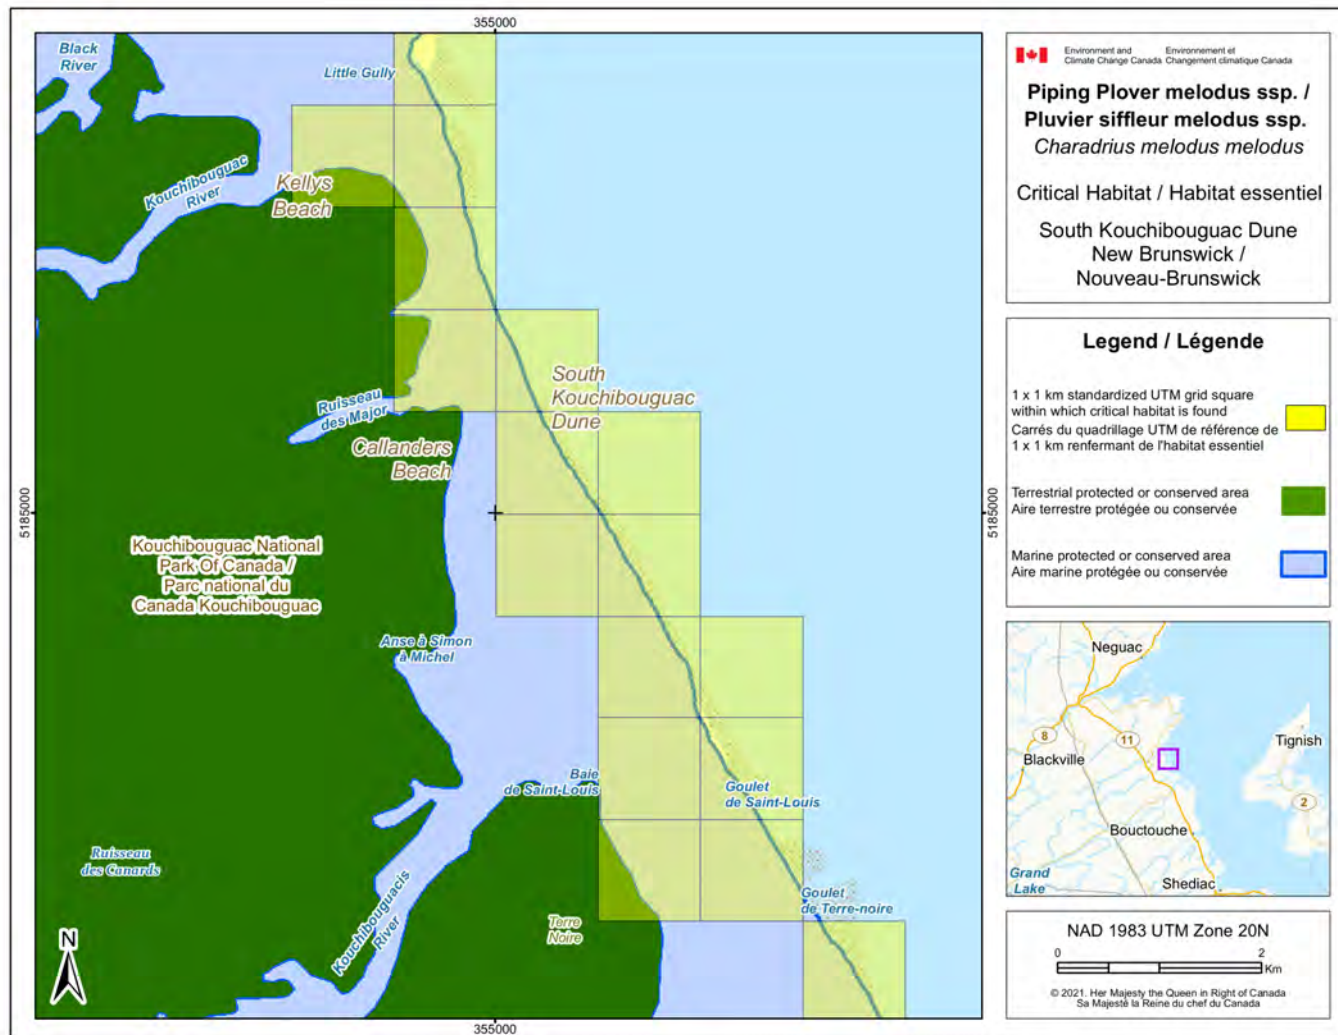 355000
Black
River
Little Gully
Kouchibouguac
River
Kellys
Beach
South
Kouchibouguac
Dune
Ruisseau
des Major
Callanders
Beach
5185000
5185000
Kouchibouguac National
Park Of Canada /
Parc national du
Canada Kouchibouguac
Anse à Simon
à Michel
Baie
de Saint-Louis
Goulet
de Saint-Louis
Ruisseau
des Canards
Kouchibouguacis
River
Terre
Noire
Goulet
de Terre-noire
N
355000
Environment and
Climate Change Canada
Environnement et
Changement climatique Canada
Piping Plover melodus ssp. /
Pluvier siffleur melodus ssp.
Charadrius melodus melodus
Critical Habitat / Habitat essentiel
South Kouchibouguac Dune
New Brunswick /
Nouveau-Brunswick
Legend / Légende
1 x 1 km standardized UTM grid square
within which critical habitat is found
Carrés du quadrillage UTM de référence de
1 x 1 km renfermant de l'habitat essentiel
Terrestrial protected or conserved area
Aire terrestre protégée ou conservée
Marine protected or conserved area
Aire marine protégée ou conservée
Neguac
8
11
Blackville
Tignish
2
Bouctouche
Grand
Lake
Shediac
NAD 1983 UTM Zone 20N
0 2
Km
© 2021. Her Majesty the Queen in Right of Canada
Sa Majesté la Reine du chef du Canada